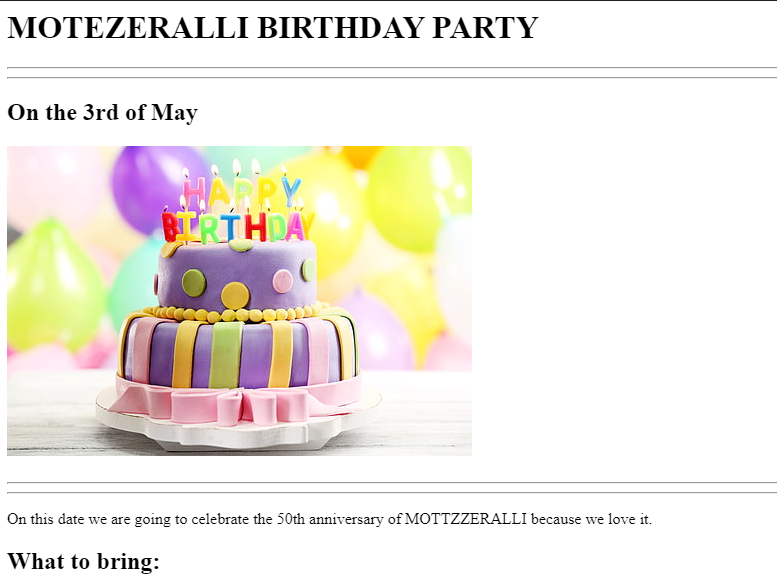 MOTEZERALLI BIRTHDAY PARTY
On the 3rd of May
HAPPY
BIRTHDAY
On this date we are going to celebrate the 50th anniversary of MOTTZZERALLI because we love it.
What to bring: